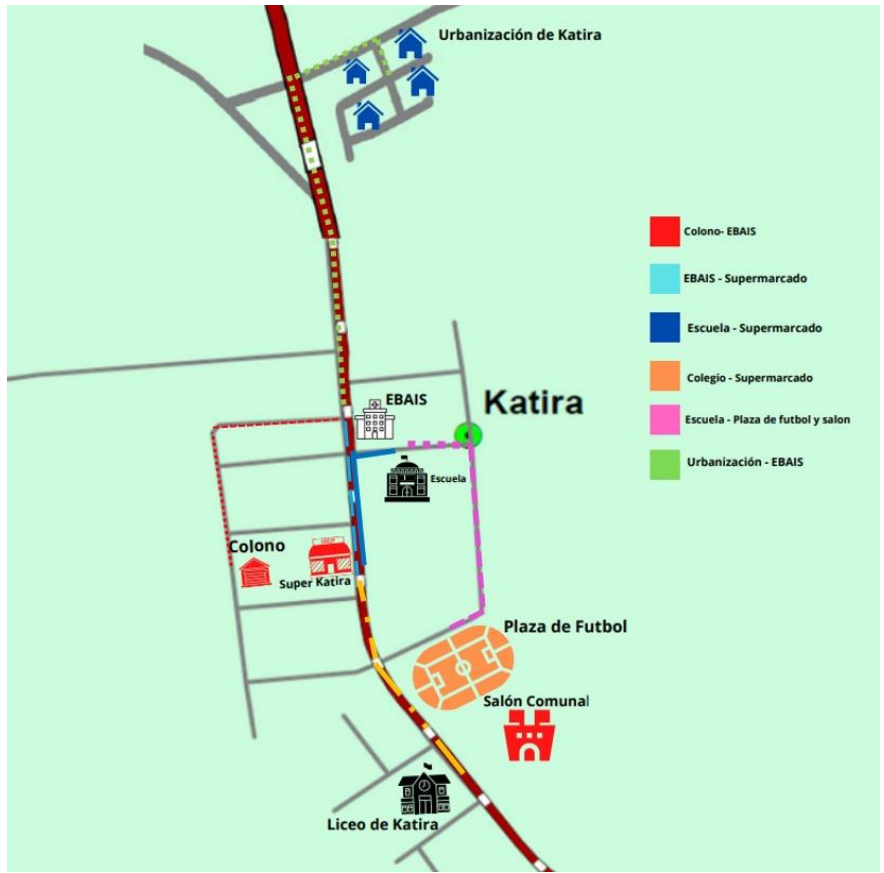 Urbanización de Katira
Colono- EBAIS
EBAIS - Supermarcado
Escuela - Supermarcado
Colegio - Supermarcado
Escuela - Plaza de futbol y salon
Urbanización - EBAIS
EBAIS
Katira
Escuela
Colono
SHOP
Super Katira
Plaza de Futbol
Salón Comunal
Liceo de Katira